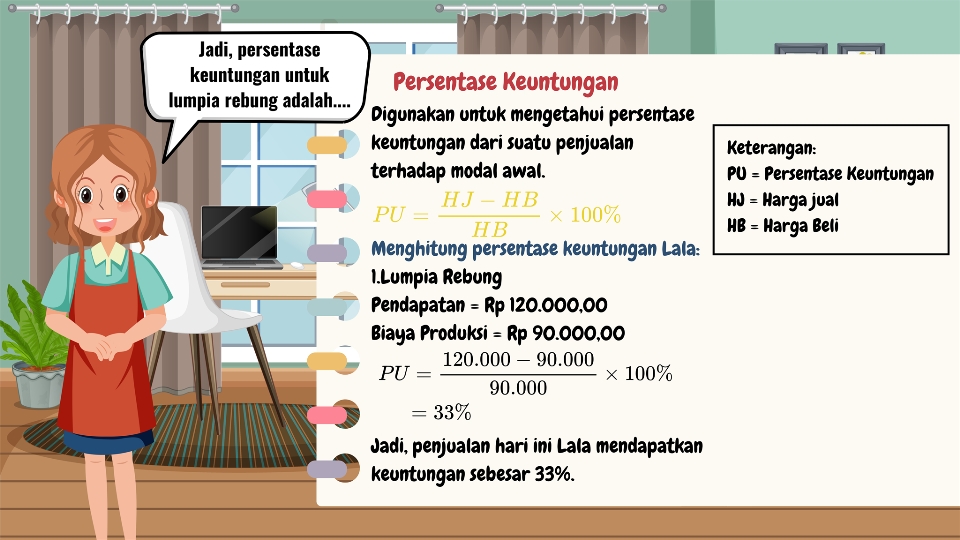 Jadi, persentase
keuntungan untuk
lumpia rebung adalah....
Persentase Keuntungan
Digunakan untuk mengetahui persentase
keuntungan dari suatu penjualan
terhadap modal awal.
PU = \frac{HJ - HB}{HB} × 100%
Keterangan:
PU = Persentase Keuntungan
HJ = Harga jual
HB = Harga Beli
Menghitung persentase keuntungan Lala:
1.Lumpia Rebung
Pendapatan = Rp 120.000,00
Biaya Produksi = Rp 90.000,00
PU = \frac{120.000 - 90.000}{90.000} × 100%
= 33%
Jadi, penjualan hari ini Lala mendapatkan
keuntungan sebesar 33%.